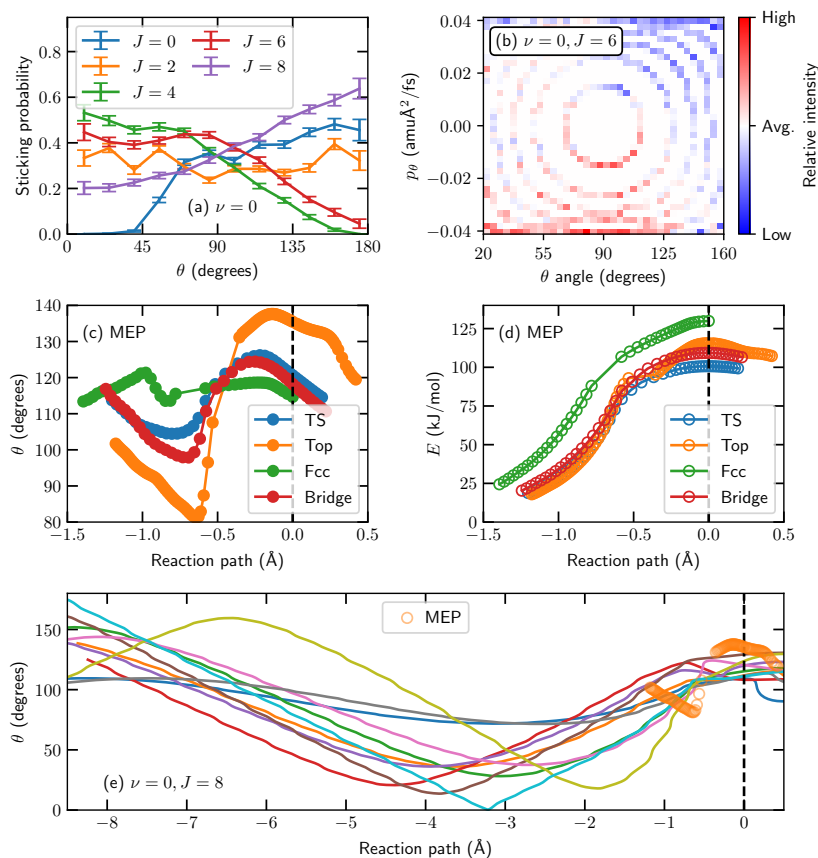 0.8
0.6
0.4
0.2
0.0
Sticking probability
J = 0
J = 2
J = 4
J = 6
J = 8
(a) ν = 0
0
45
90
135
180
θ (degrees)
0.04
0.02
0.00
−0.02
−0.04
pθ (amuÅ²/fs)
(b) ν = 0, J = 6
20
55
90
125
160
θ angle (degrees)
High
Avg.
Low
Relative intensity
140
130
120
110
100
90
80
θ (degrees)
(c) MEP
TS
Top
Fcc
Bridge
−1.5
−1.0
−0.5
0.0
0.5
Reaction path (Å)
125
100
75
50
25
0
E (kJ/mol)
(d) MEP
TS
Top
Fcc
Bridge
−1.5
−1.0
−0.5
0.0
0.5
Reaction path (Å)
150
100
50
0
θ (degrees)
MEP
(e) ν = 0, J = 8
−8
−7
−6
−5
−4
−3
−2
−1
0
Reaction path (Å)